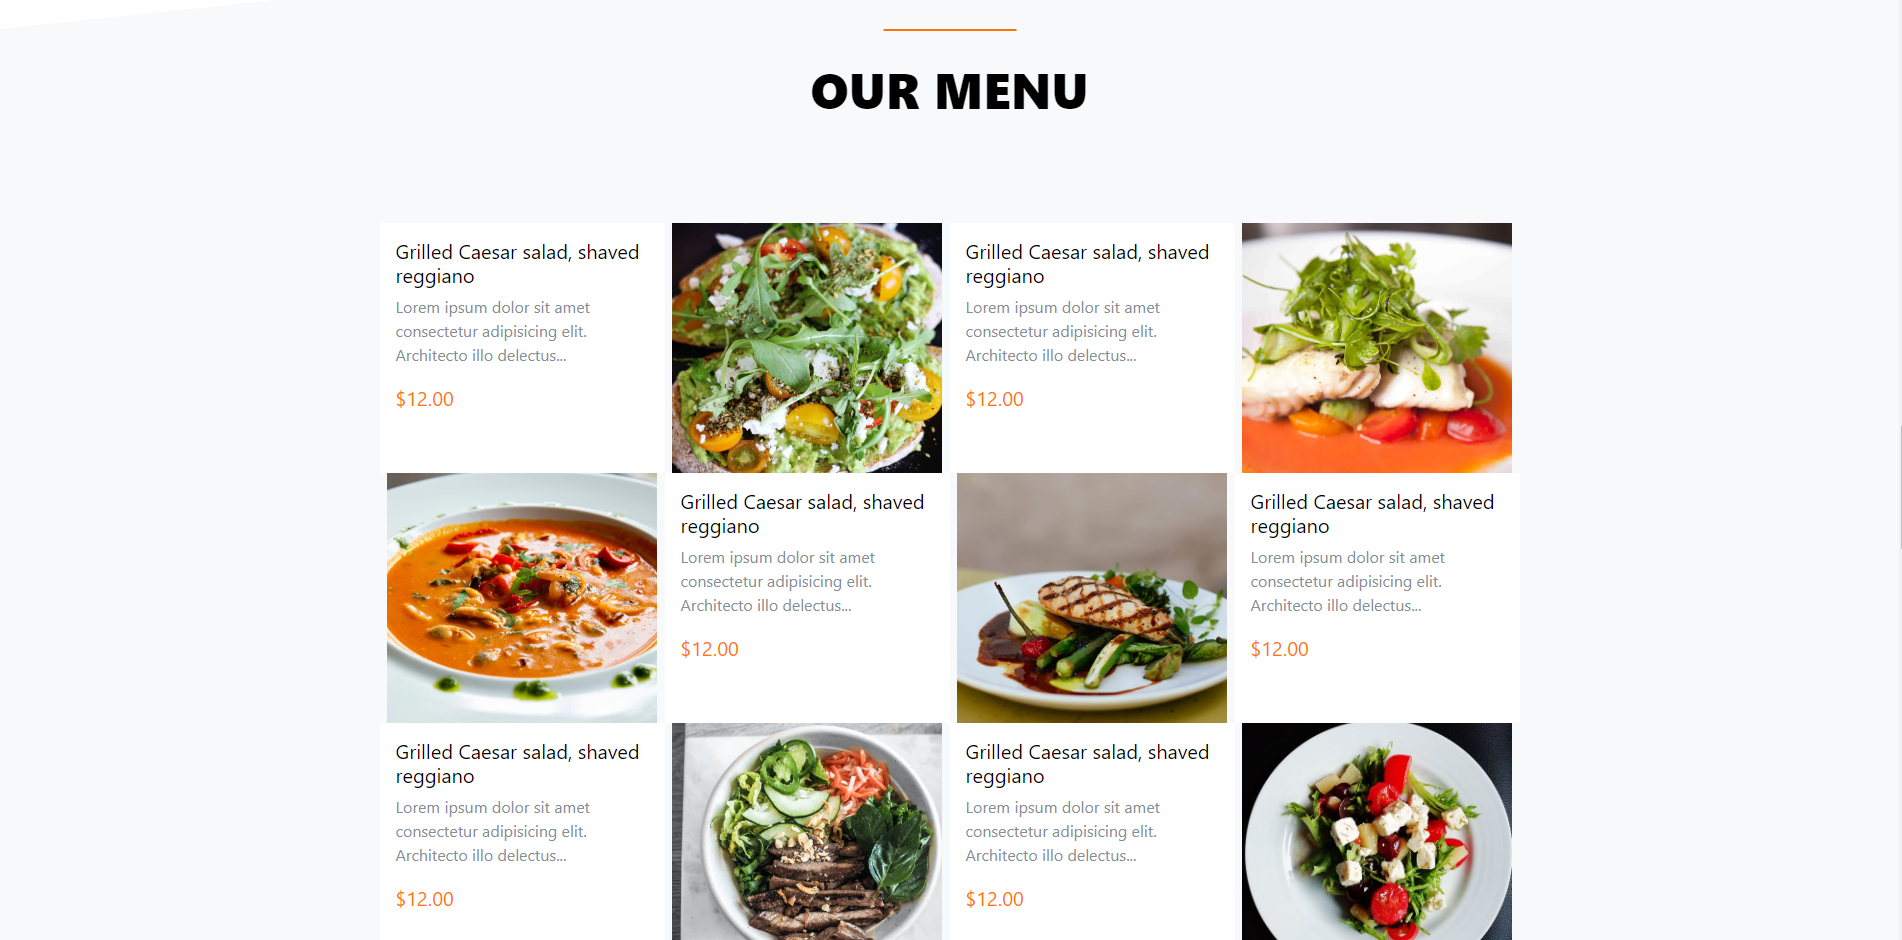 OUR MENU
Grilled Caesar salad, shaved
reggiano
Lorem ipsum dolor sit amet
consectetur adipisicing elit.
Architecto illo delectus...
$12.00
Grilled Caesar salad, shaved
reggiano
Lorem ipsum dolor sit amet
consectetur adipisicing elit.
Architecto illo delectus...
$12.00
Grilled Caesar salad, shaved
reggiano
Lorem ipsum dolor sit amet
consectetur adipisicing elit.
Architecto illo delectus...
$12.00
Grilled Caesar salad, shaved
reggiano
Lorem ipsum dolor sit amet
consectetur adipisicing elit.
Architecto illo delectus...
$12.00
Grilled Caesar salad, shaved
reggiano
Lorem ipsum dolor sit amet
consectetur adipisicing elit.
Architecto illo delectus...
$12.00
Grilled Caesar salad, shaved
reggiano
Lorem ipsum dolor sit amet
consectetur adipisicing elit.
Architecto illo delectus...
$12.00